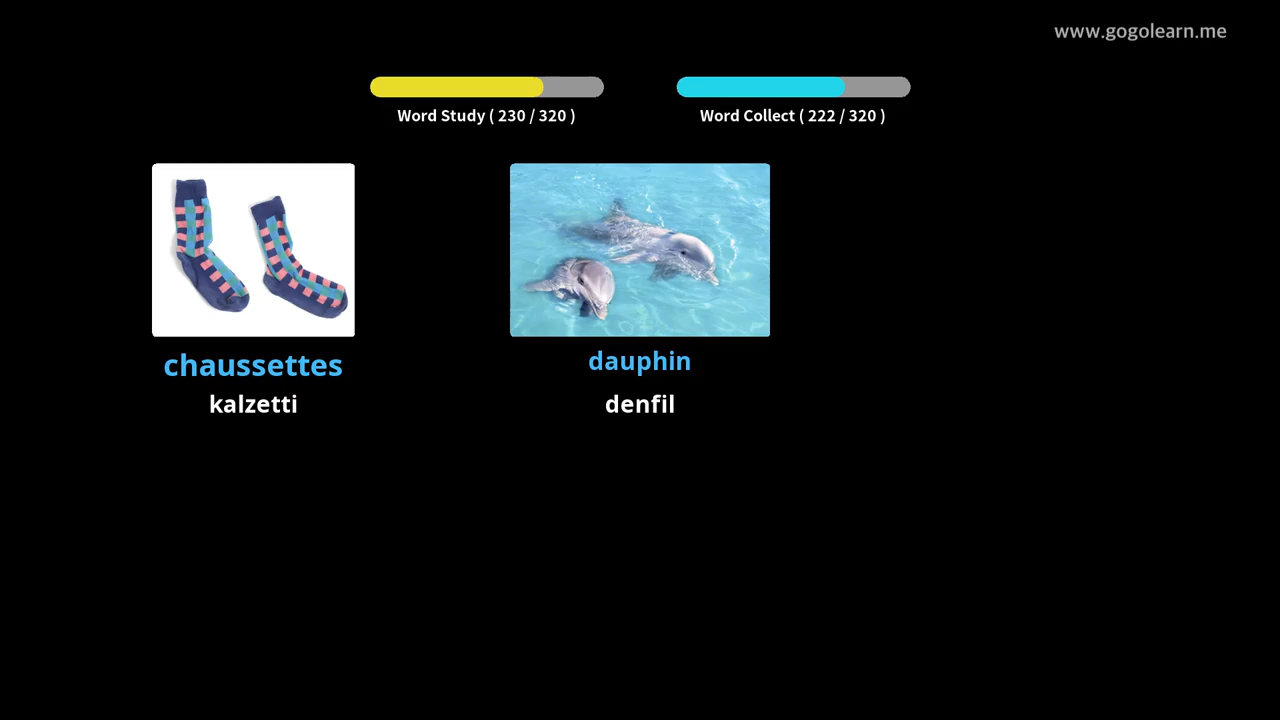 www.gogolearn.me
Word Study ( 230 / 320 )
Word Collect ( 222 / 320 )
chaussettes
kalzetti
dauphin
denfil